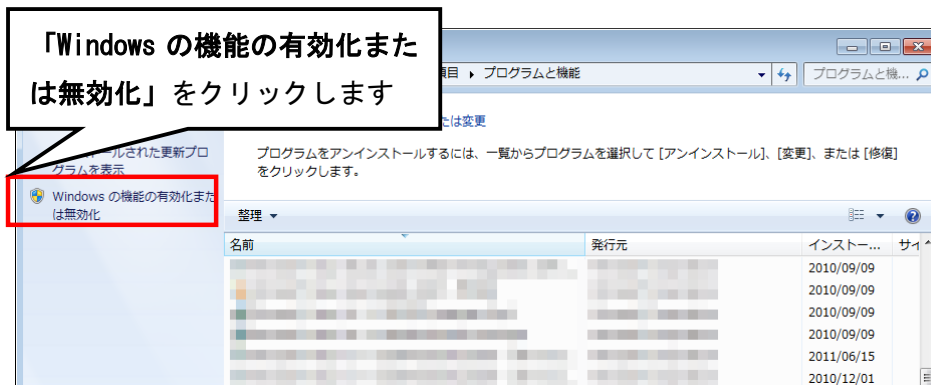 「Windows の機能の有効化また
は無効化」をクリックします
項目 ▸ プログラムと機能
プログラムと機...
たは変更
プログラムをアンインストールするには、一覧からプログラムを選択して [アンインストール]、[変更]、または [修復]
をクリックします。
トールされた更新プロ
グラムを表示
Windows の機能の有効化また
は無効化
整理
名前 発行元 インストー... サイ
2010/09/09
2010/09/09
2010/09/09
2010/09/09
2011/06/15
2010/12/01